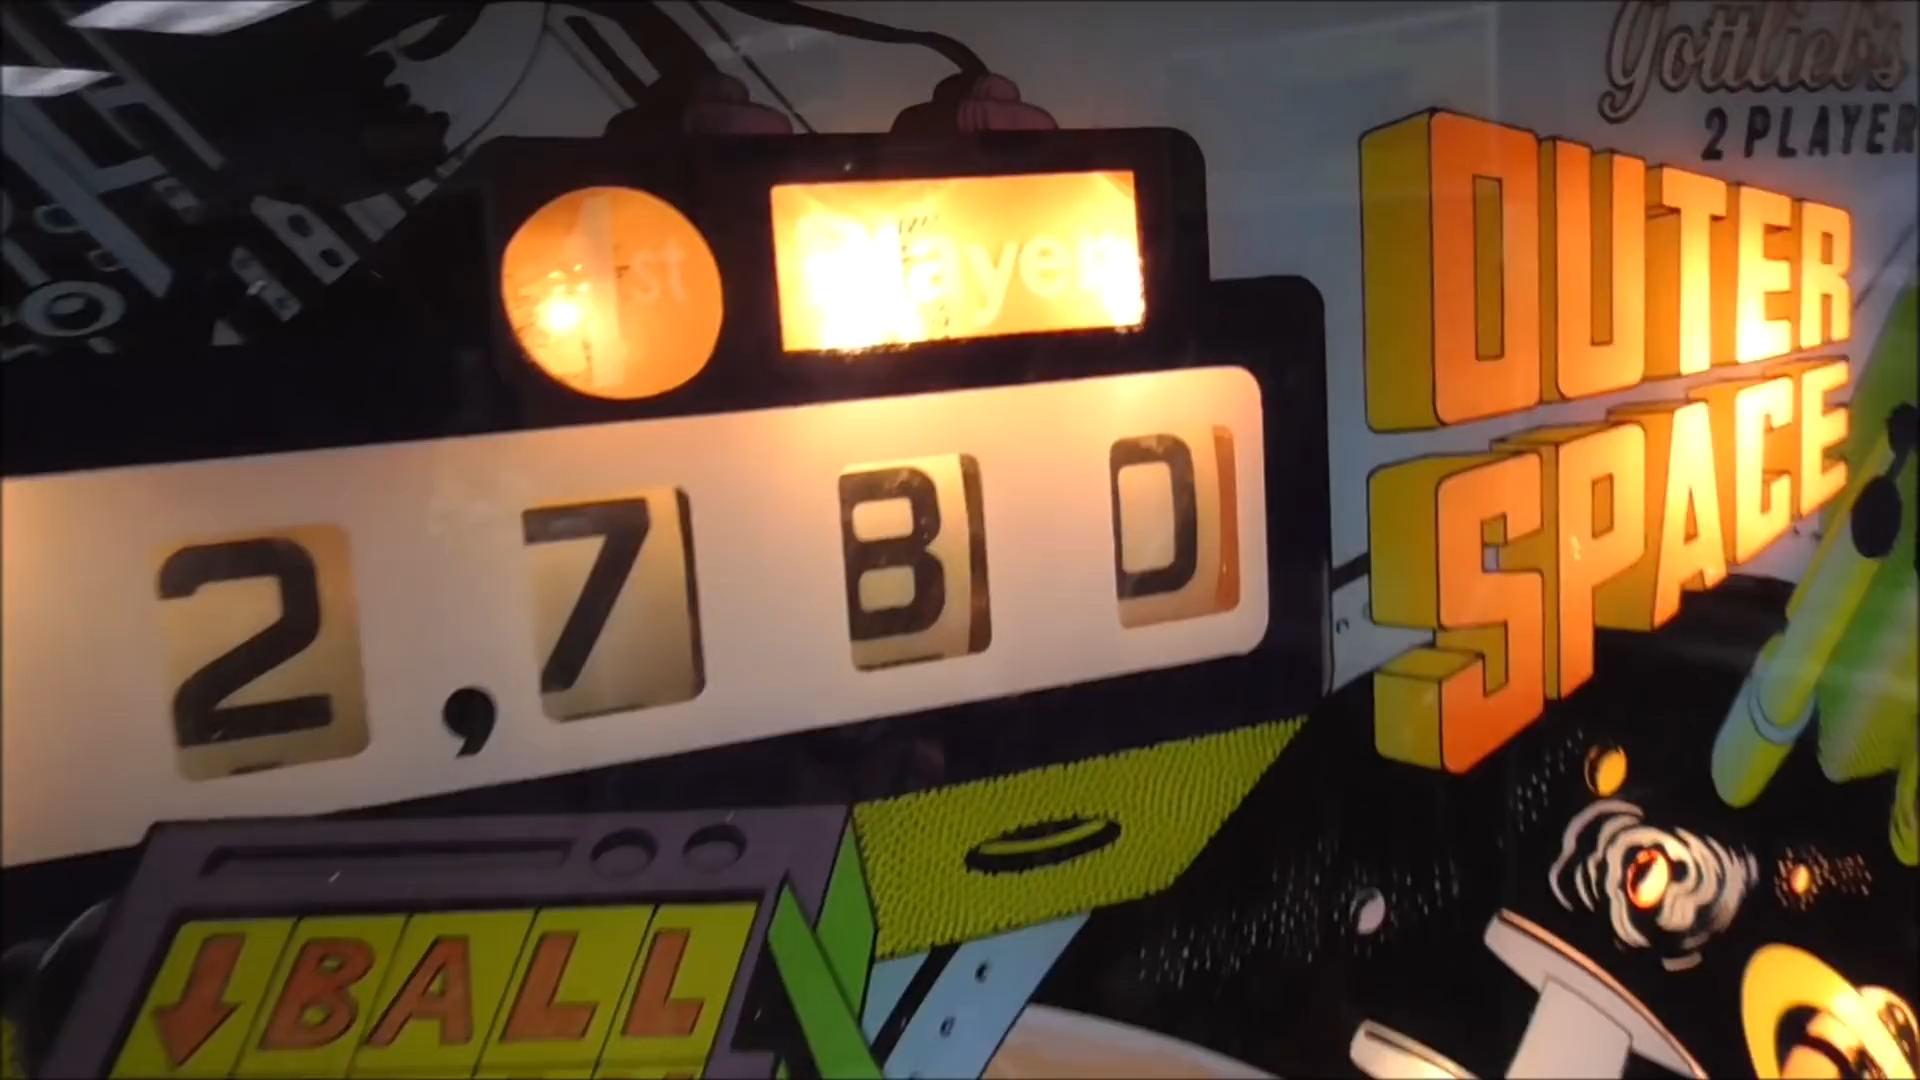 Gottlieb's
2 PLAYER
OUTER
SPACE
1st Player
2,780
↓BALL